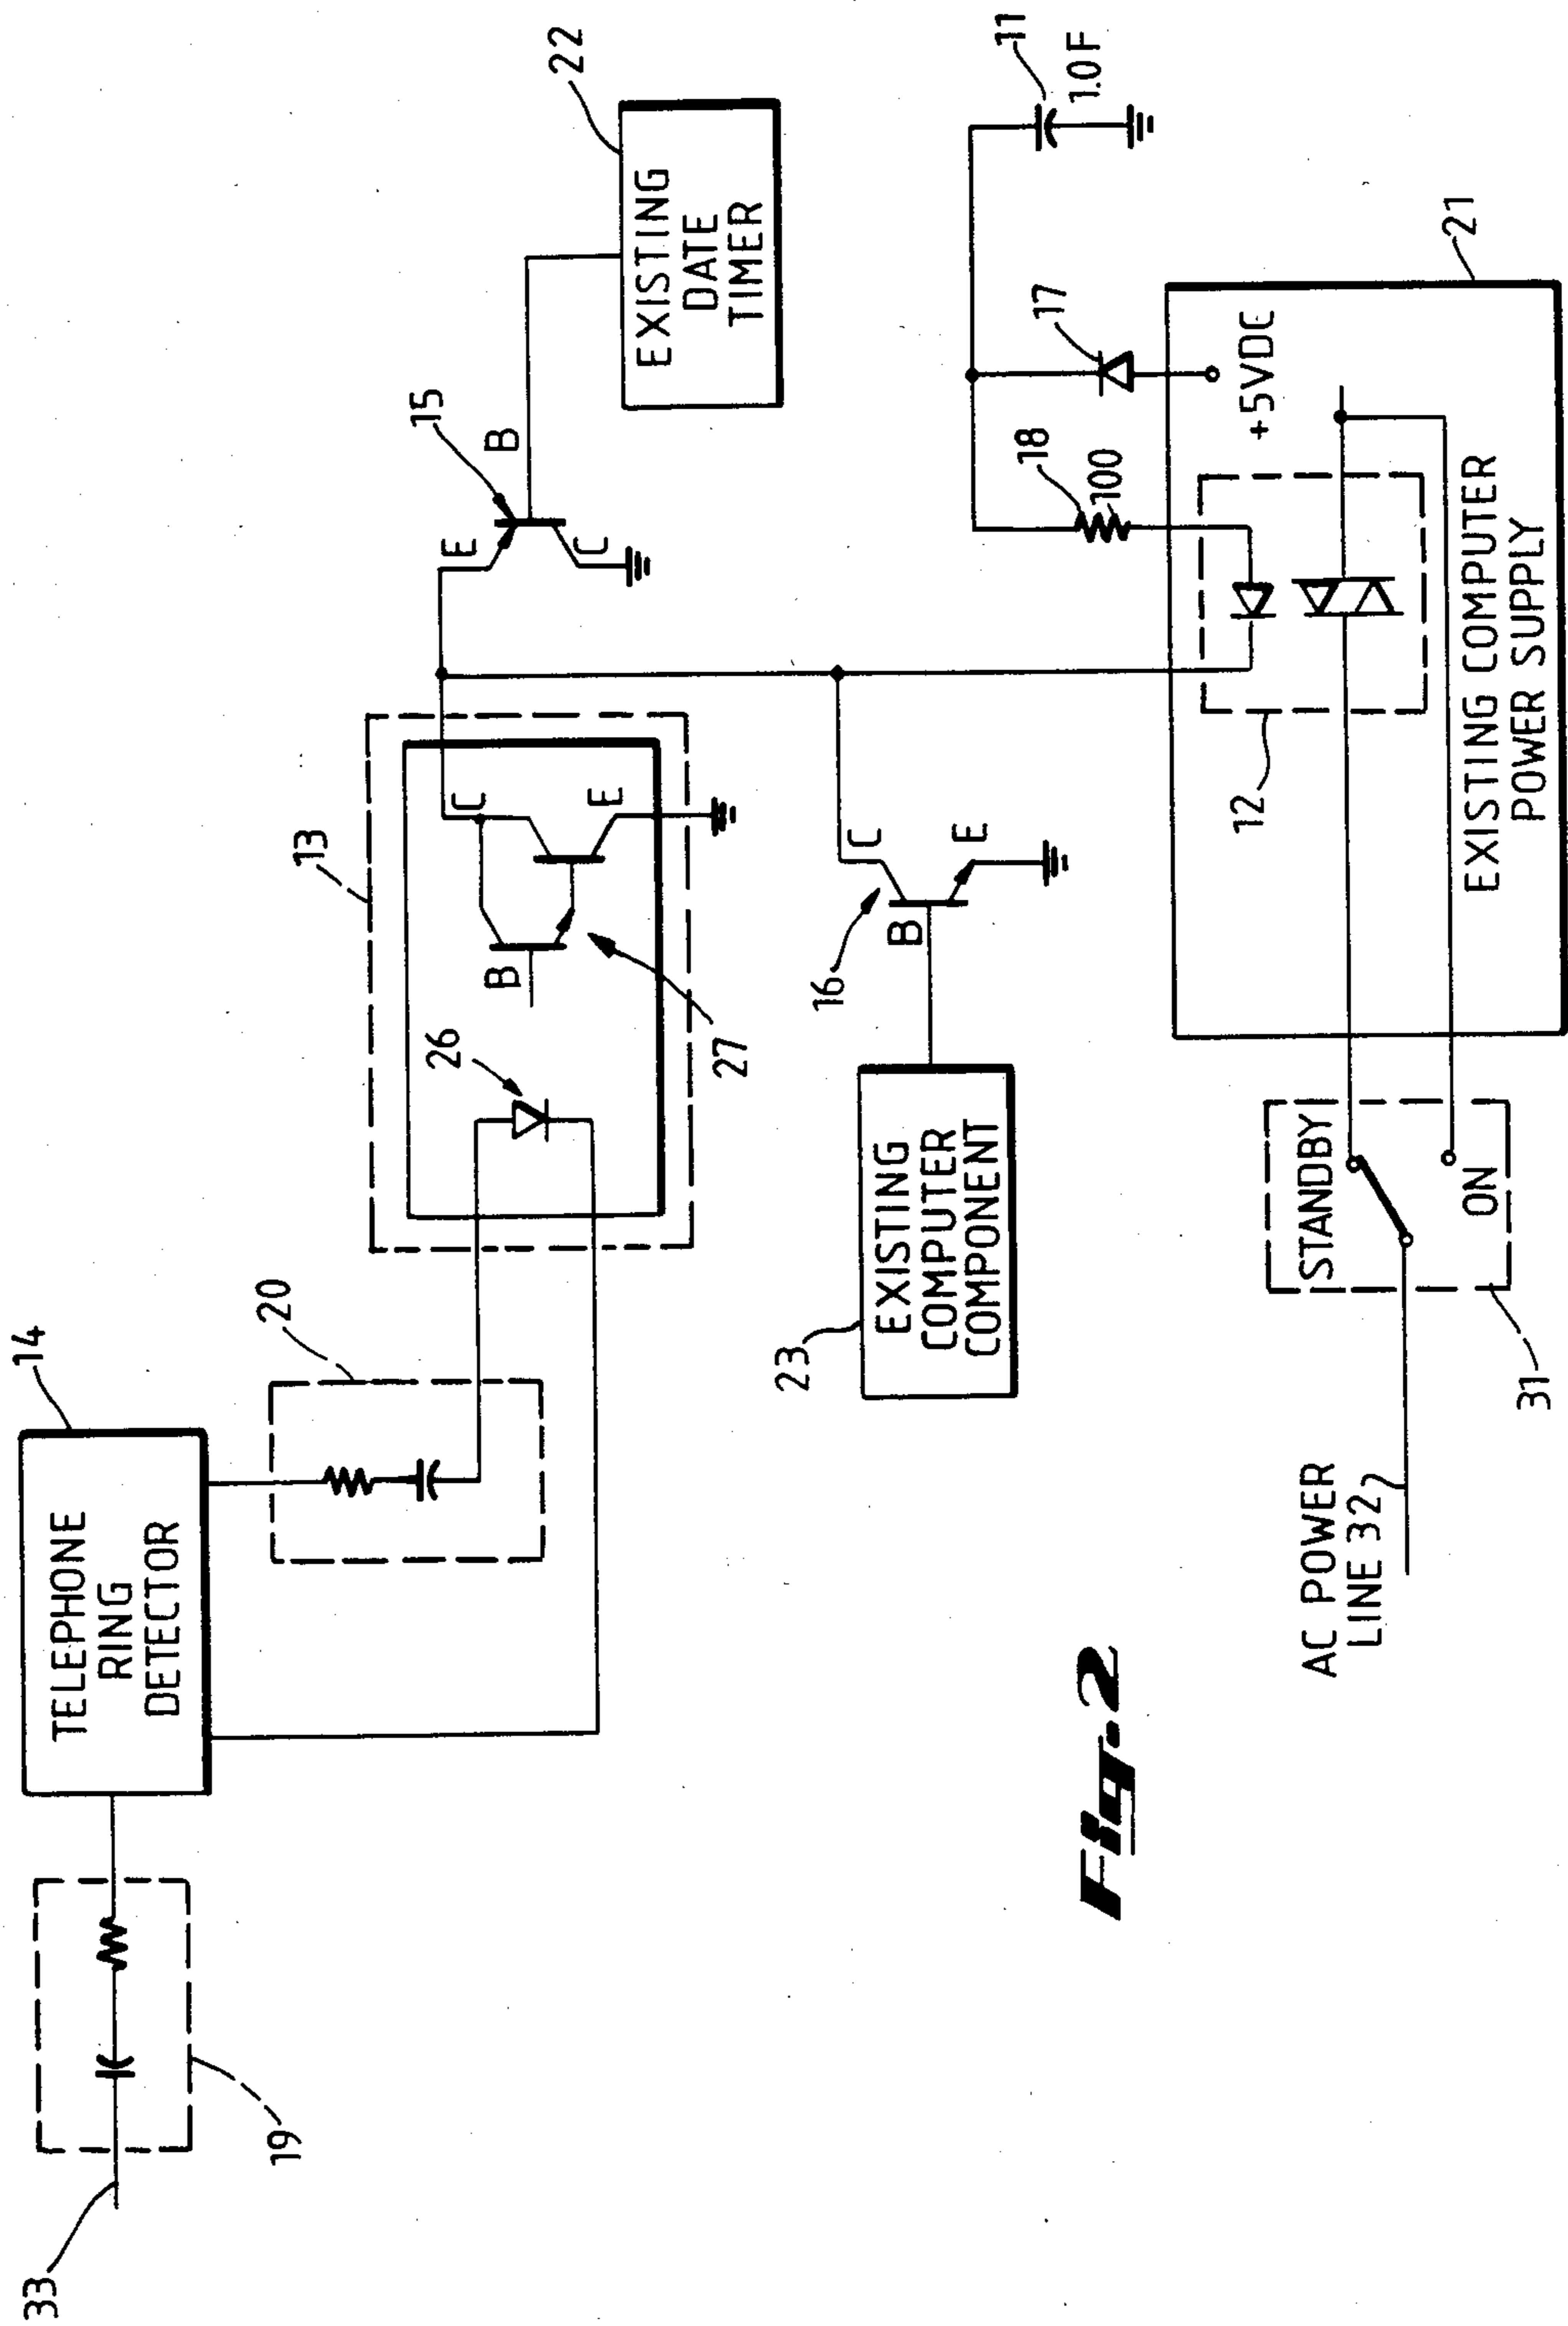 33
19
TELEPHONE
RING
DETECTOR
14
20
13
26
B
C
E
27
15
E
B
C
22
EXISTING
DATE
TIMER
23
EXISTING
COMPUTER
COMPONENT
16
B
C
E
11
1.0F
17
18
100
+5VDC
21
12
EXISTING COMPUTER
POWER SUPPLY
STANDBY
ON
31
AC POWER
LINE 32
Fig-2